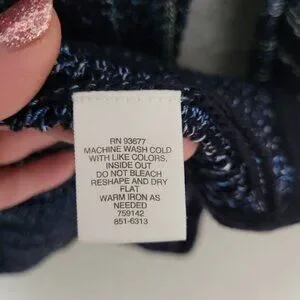 RN 93677
MACHINE WASH COLD
WITH LIKE COLORS,
INSIDE OUT
DO NOT BLEACH
RESHAPE AND DRY
FLAT
WARM IRON AS
NEEDED
759142
851-6313